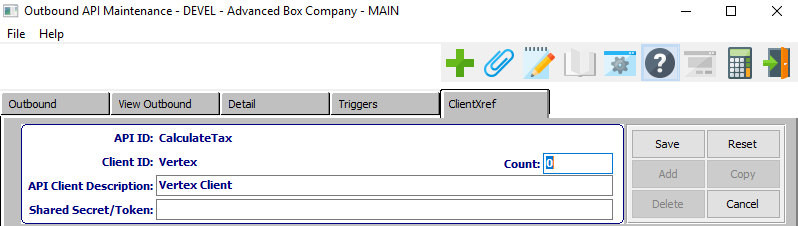 Outbound API Maintenance - DEVEL - Advanced Box Company - MAIN
File Help
Outbound View Outbound Detail Triggers ClientXref
API ID: CalculateTax
Client ID: Vertex Count: 0
API Client Description: Vertex Client
Shared Secret/Token:
Save Reset
Add Copy
Delete Cancel